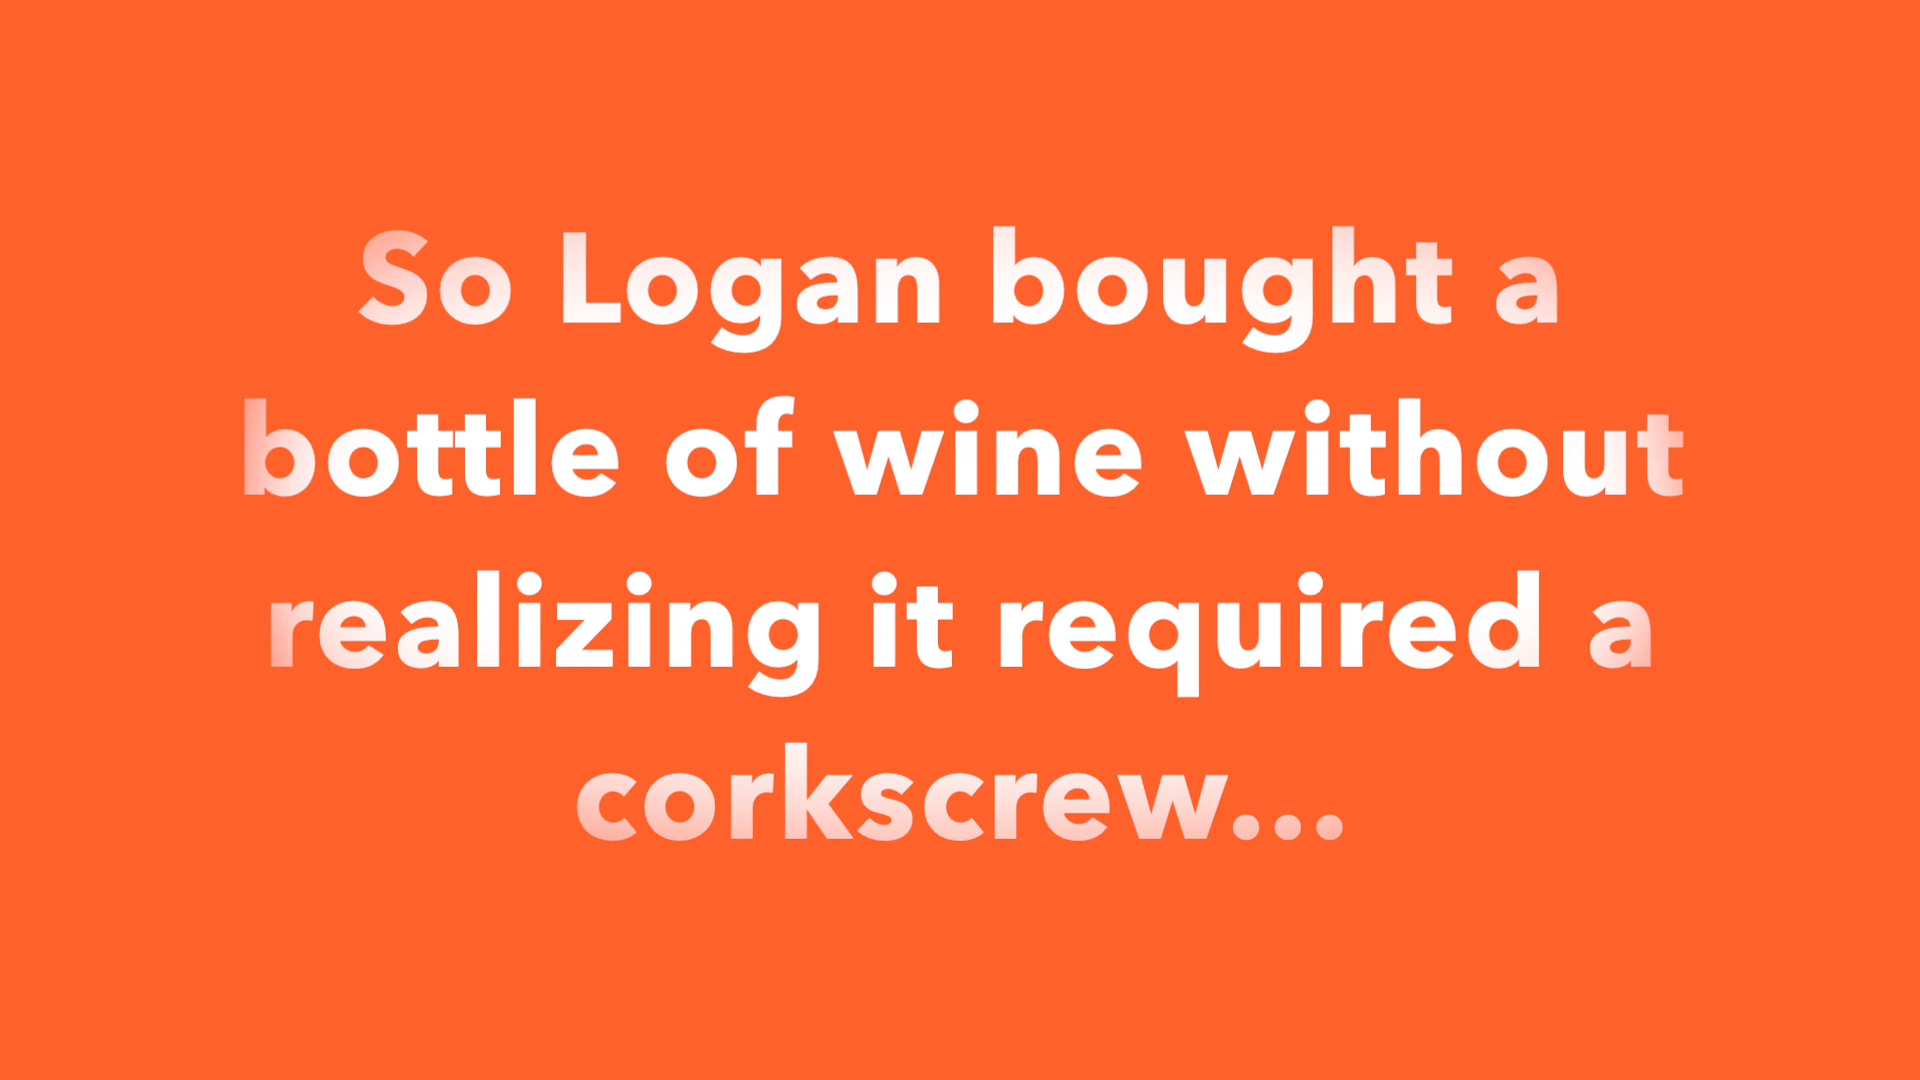 So Logan bought a
bottle of wine without
realizing it required a
corkscrew...